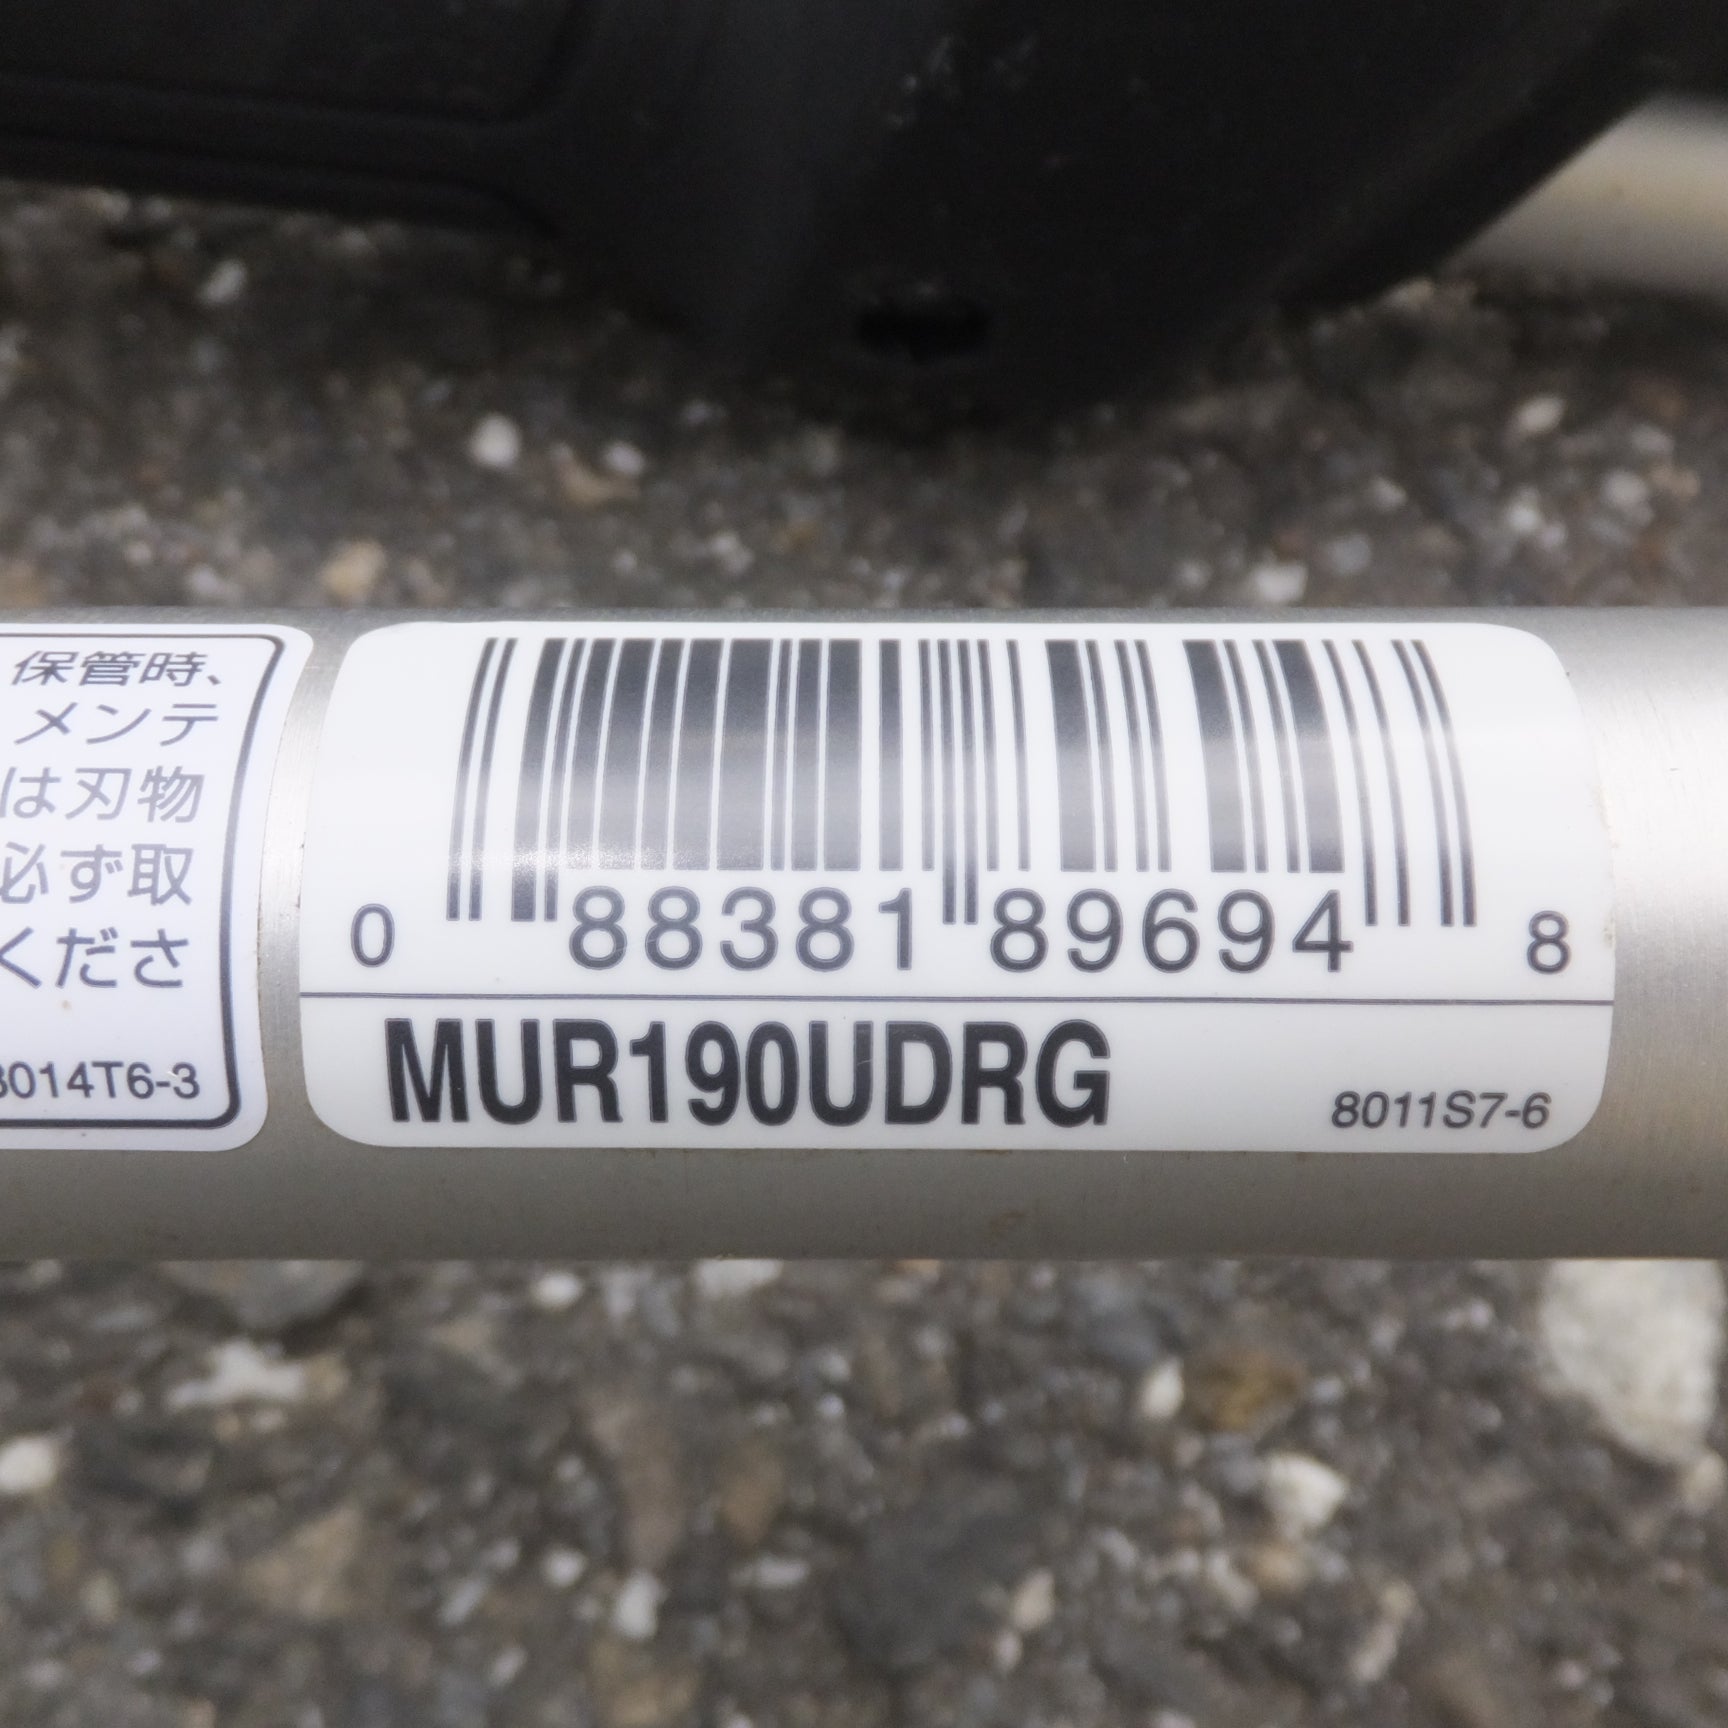 保管時、
メンテ
は刃物
必ず取
くださ
8014T6-3
0 88381 89694 8
MUR190UDRG
8011S7-6